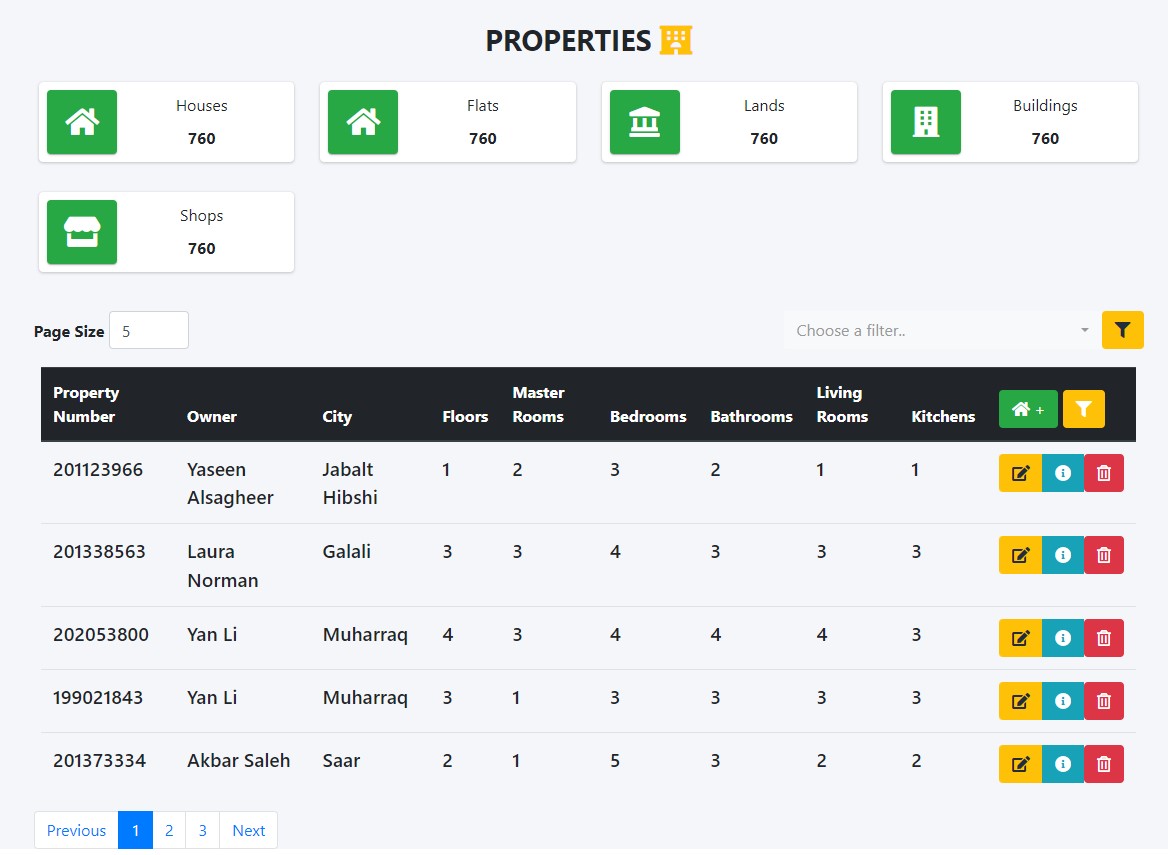 PROPERTIES
Houses
760
Flats
760
Lands
760
Buildings
760
Shops
760
Page Size 5
Choose a filter..
Property Number Owner City Floors Master Rooms Bedrooms Bathrooms Living Rooms Kitchens +
201123966 Yaseen Alsagheer Jabalt Hibshi 1 2 3 2 1 1
201338563 Laura Norman Galali 3 3 4 3 3 3
202053800 Yan Li Muharraq 4 3 4 4 4 3
199021843 Yan Li Muharraq 3 1 3 3 3 3
201373334 Akbar Saleh Saar 2 1 5 3 2 2
Previous 1 2 3 Next